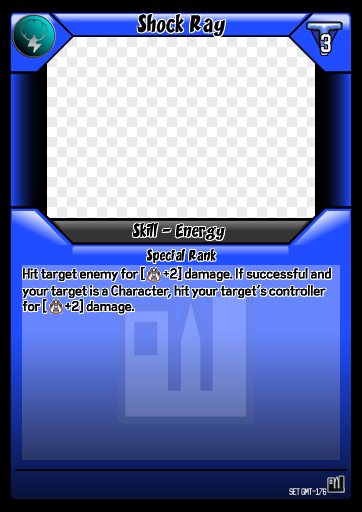 Shock Ray
3
Skill - Energy
Special Rank
Hit target enemy for [ +2] damage. If successful and
your target is a Character, hit your target's controller
for [ +2] damage.
SET GMT-176